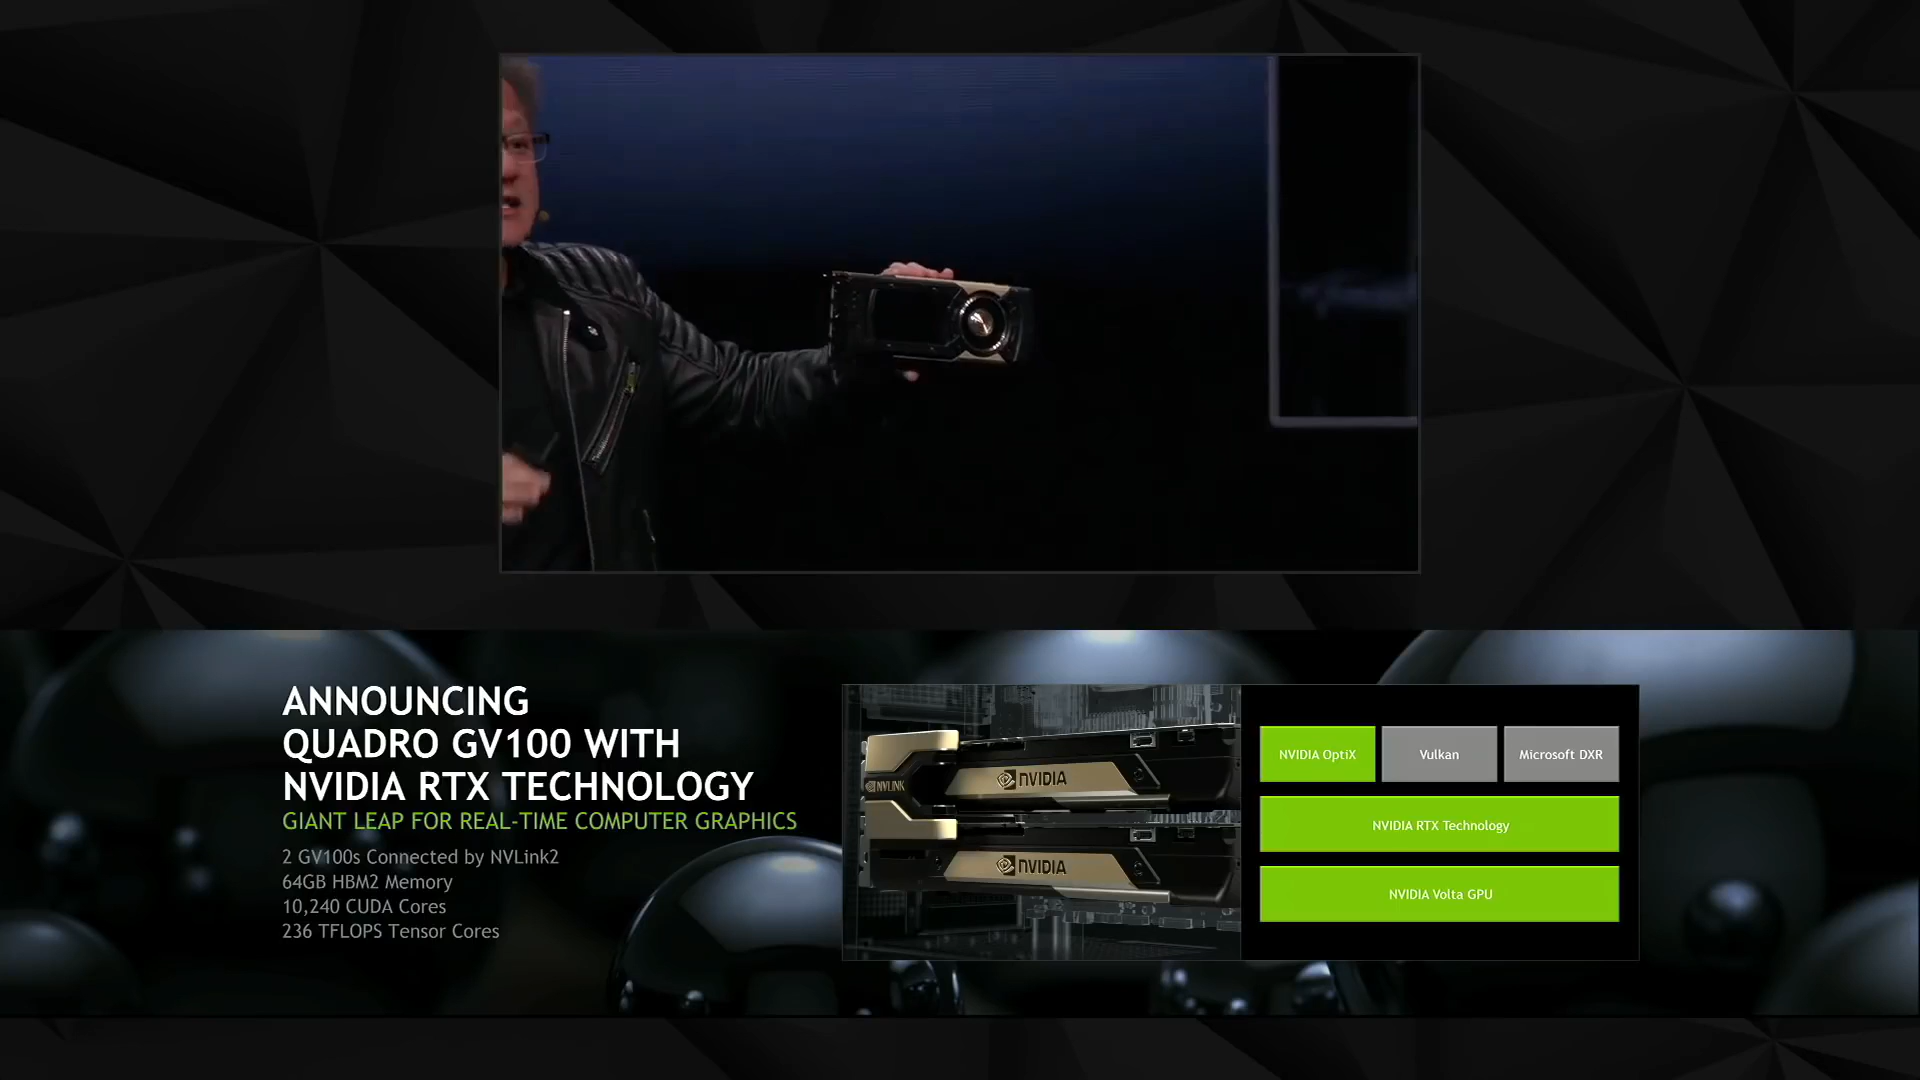 ANNOUNCING
QUADRO GV100 WITH
NVIDIA RTX TECHNOLOGY
GIANT LEAP FOR REAL-TIME COMPUTER GRAPHICS
2 GV100s Connected by NVLink2
64GB HBM2 Memory
10,240 CUDA Cores
236 TFLOPS Tensor Cores
NVIDIA
NVLINK
NVIDIA
NVIDIA OptiX
Vulkan
Microsoft DXR
NVIDIA RTX Technology
NVIDIA Volta GPU